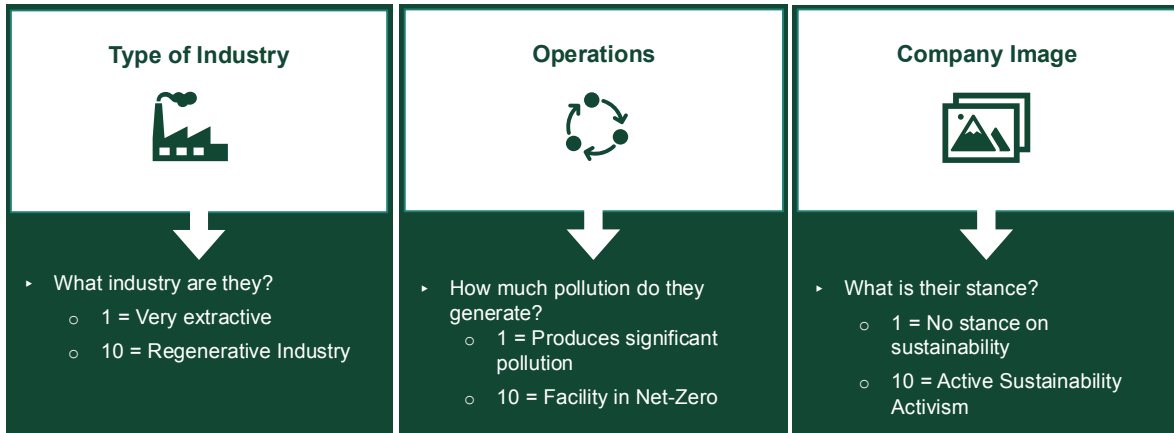 Type of Industry
‣ What industry are they?
o 1 = Very extractive
o 10 = Regenerative Industry
Operations
‣ How much pollution do they
generate?
o 1 = Produces significant
pollution
o 10 = Facility in Net-Zero
Company Image
‣ What is their stance?
o 1 = No stance on
sustainability
o 10 = Active Sustainability
Activism